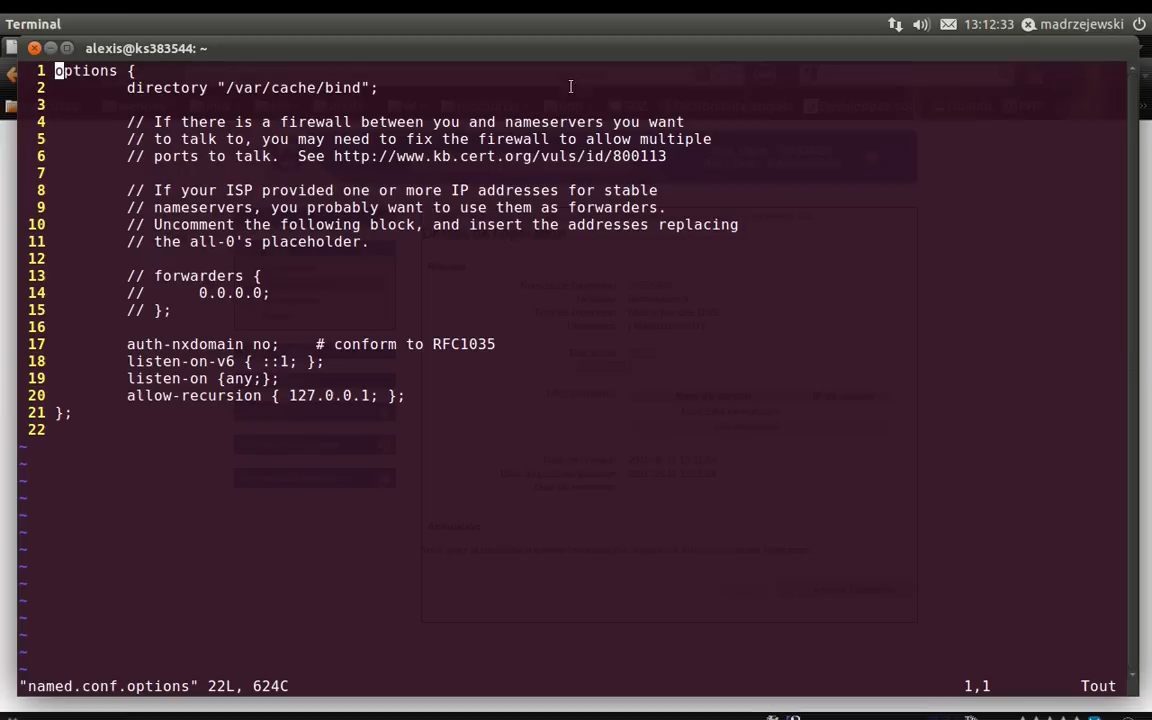 Terminal
13:12:33 madrzejewski
alexis@ks383544: ~
1 options {
2 directory "/var/cache/bind";
3
4 // If there is a firewall between you and nameservers you want
5 // to talk to, you may need to fix the firewall to allow multiple
6 // ports to talk.  See http://www.kb.cert.org/vuls/id/800113
7
8 // If your ISP provided one or more IP addresses for stable
9 // nameservers, you probably want to use them as forwarders.
10 // Uncomment the following block, and insert the addresses replacing
11 // the all-0's placeholder.
12
13 // forwarders {
14 //      0.0.0.0;
15 // };
16
17 auth-nxdomain no;    # conform to RFC1035
18 listen-on-v6 { ::1; };
19 listen-on {any;};
20 allow-recursion { 127.0.0.1; };
21 };
22
~
~
~
~
~
~
~
~
~
~
~
~
~
~
"named.conf.options" 22L, 624C 1,1 Tout